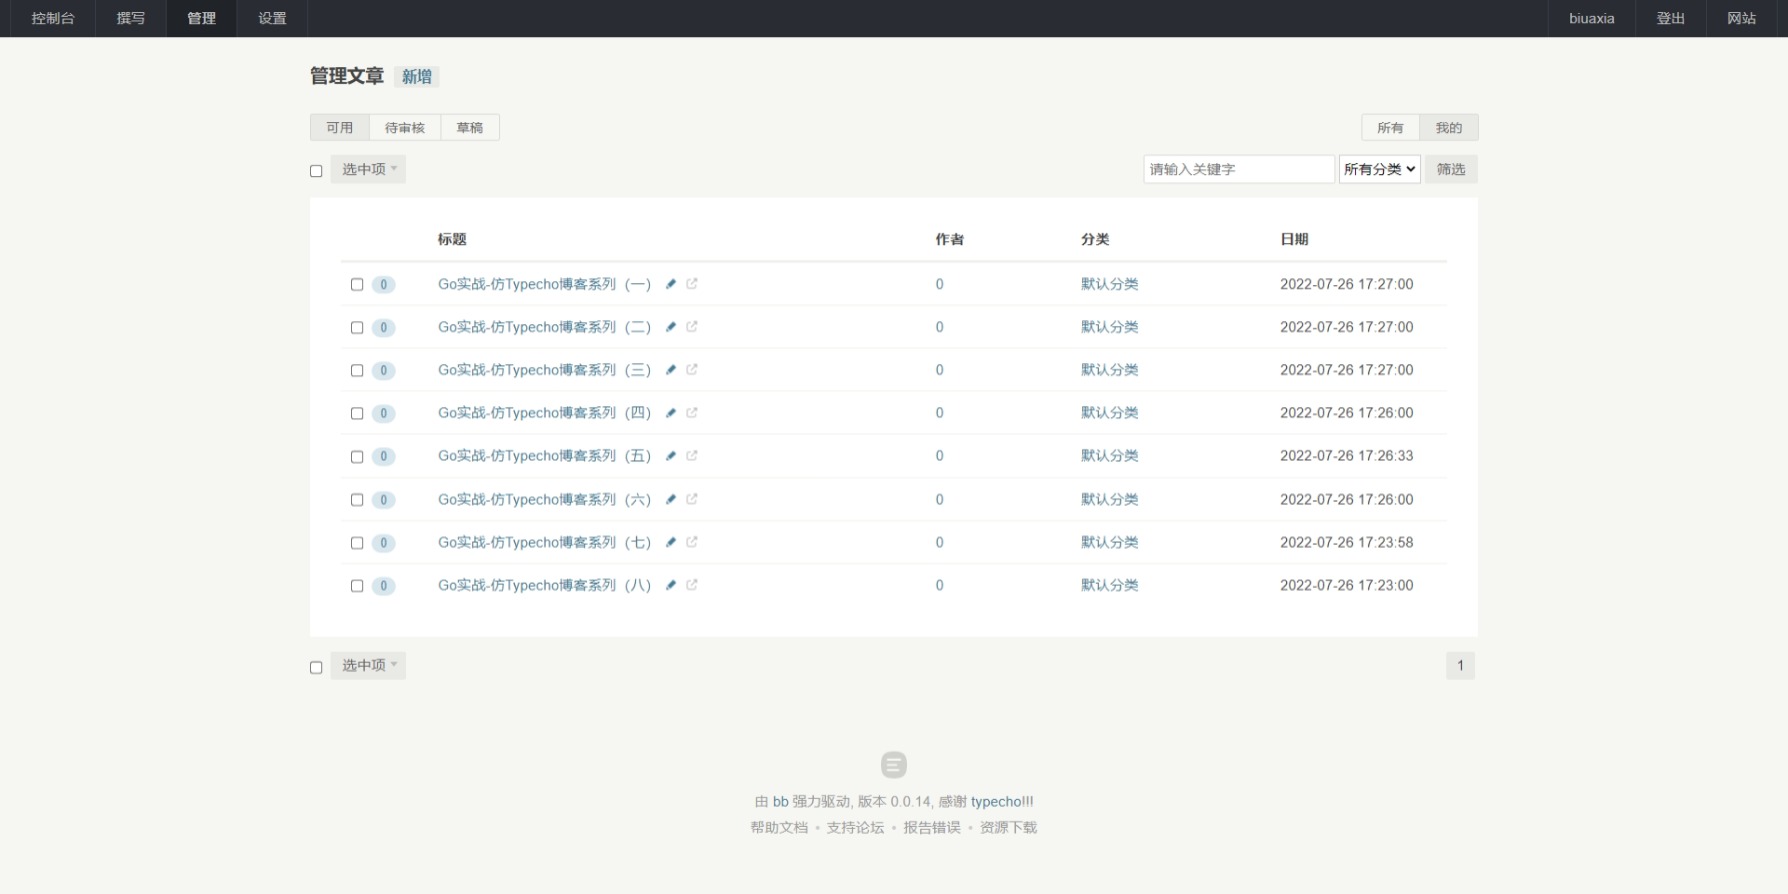 控制台 撰写 管理 设置 biuaxia 登出 网站
管理文章 新增
可用 待审核 草稿 所有 我的
选中项 请输入关键字 所有分类 筛选
标题 作者 分类 日期
0 Go实战-仿Typecho博客系列（一） 0 默认分类 2022-07-26 17:27:00
0 Go实战-仿Typecho博客系列（二） 0 默认分类 2022-07-26 17:27:00
0 Go实战-仿Typecho博客系列（三） 0 默认分类 2022-07-26 17:27:00
0 Go实战-仿Typecho博客系列（四） 0 默认分类 2022-07-26 17:26:00
0 Go实战-仿Typecho博客系列（五） 0 默认分类 2022-07-26 17:26:33
0 Go实战-仿Typecho博客系列（六） 0 默认分类 2022-07-26 17:26:00
0 Go实战-仿Typecho博客系列（七） 0 默认分类 2022-07-26 17:23:58
0 Go实战-仿Typecho博客系列（八） 0 默认分类 2022-07-26 17:23:00
选中项 1
由 bb 强力驱动, 版本 0.0.14, 感谢 typecho!!!
帮助文档 • 支持论坛 • 报告错误 • 资源下载